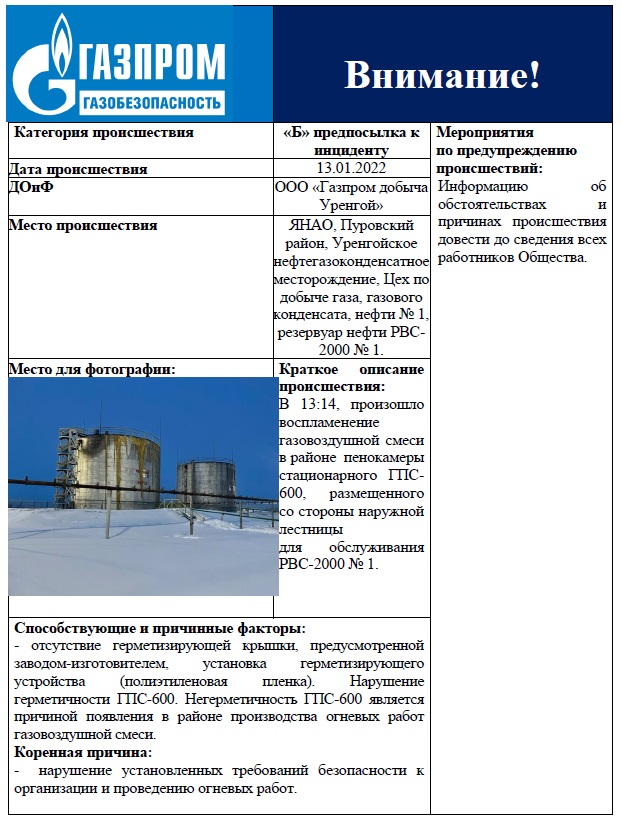 ГАЗПРОМ
ГАЗОБЕЗОПАСНОСТЬ
Внимание!
Категория происшествия
«Б» предпосылка к
инциденту
Дата происшествия
13.01.2022
ДОиФ
ООО «Газпром добыча
Уренгой»
Место происшествия
ЯНАО, Пуровский
район, Уренгойское
нефтегазоконденсатное
месторождение, Цех по
добыче газа, газового
конденсата, нефти № 1,
резервуар нефти РВС-
2000 № 1.
Мероприятия
по предупреждению
происшествий:
Информацию об
обстоятельствах и
причинах происшествия
довести до сведения всех
работников Общества.
Место для фотографии:
Краткое описание
происшествия:
В 13:14, произошло
воспламенение
газовоздушной смеси
в районе пенокамеры
стационарного ГПС-
600, размещенного
со стороны наружной
лестницы
для обслуживания
РВС-2000 № 1.
Способствующие и причинные факторы:
- отсутствие герметизирующей крышки, предусмотренной
заводом-изготовителем, установка герметизирующего
устройства (полиэтиленовая пленка). Нарушение
герметичности ГПС-600. Негерметичность ГПС-600 является
причиной появления в районе производства огневых работ
газовоздушной смеси.
Коренная причина:
- нарушение установленных требований безопасности к
организации и проведению огневых работ.